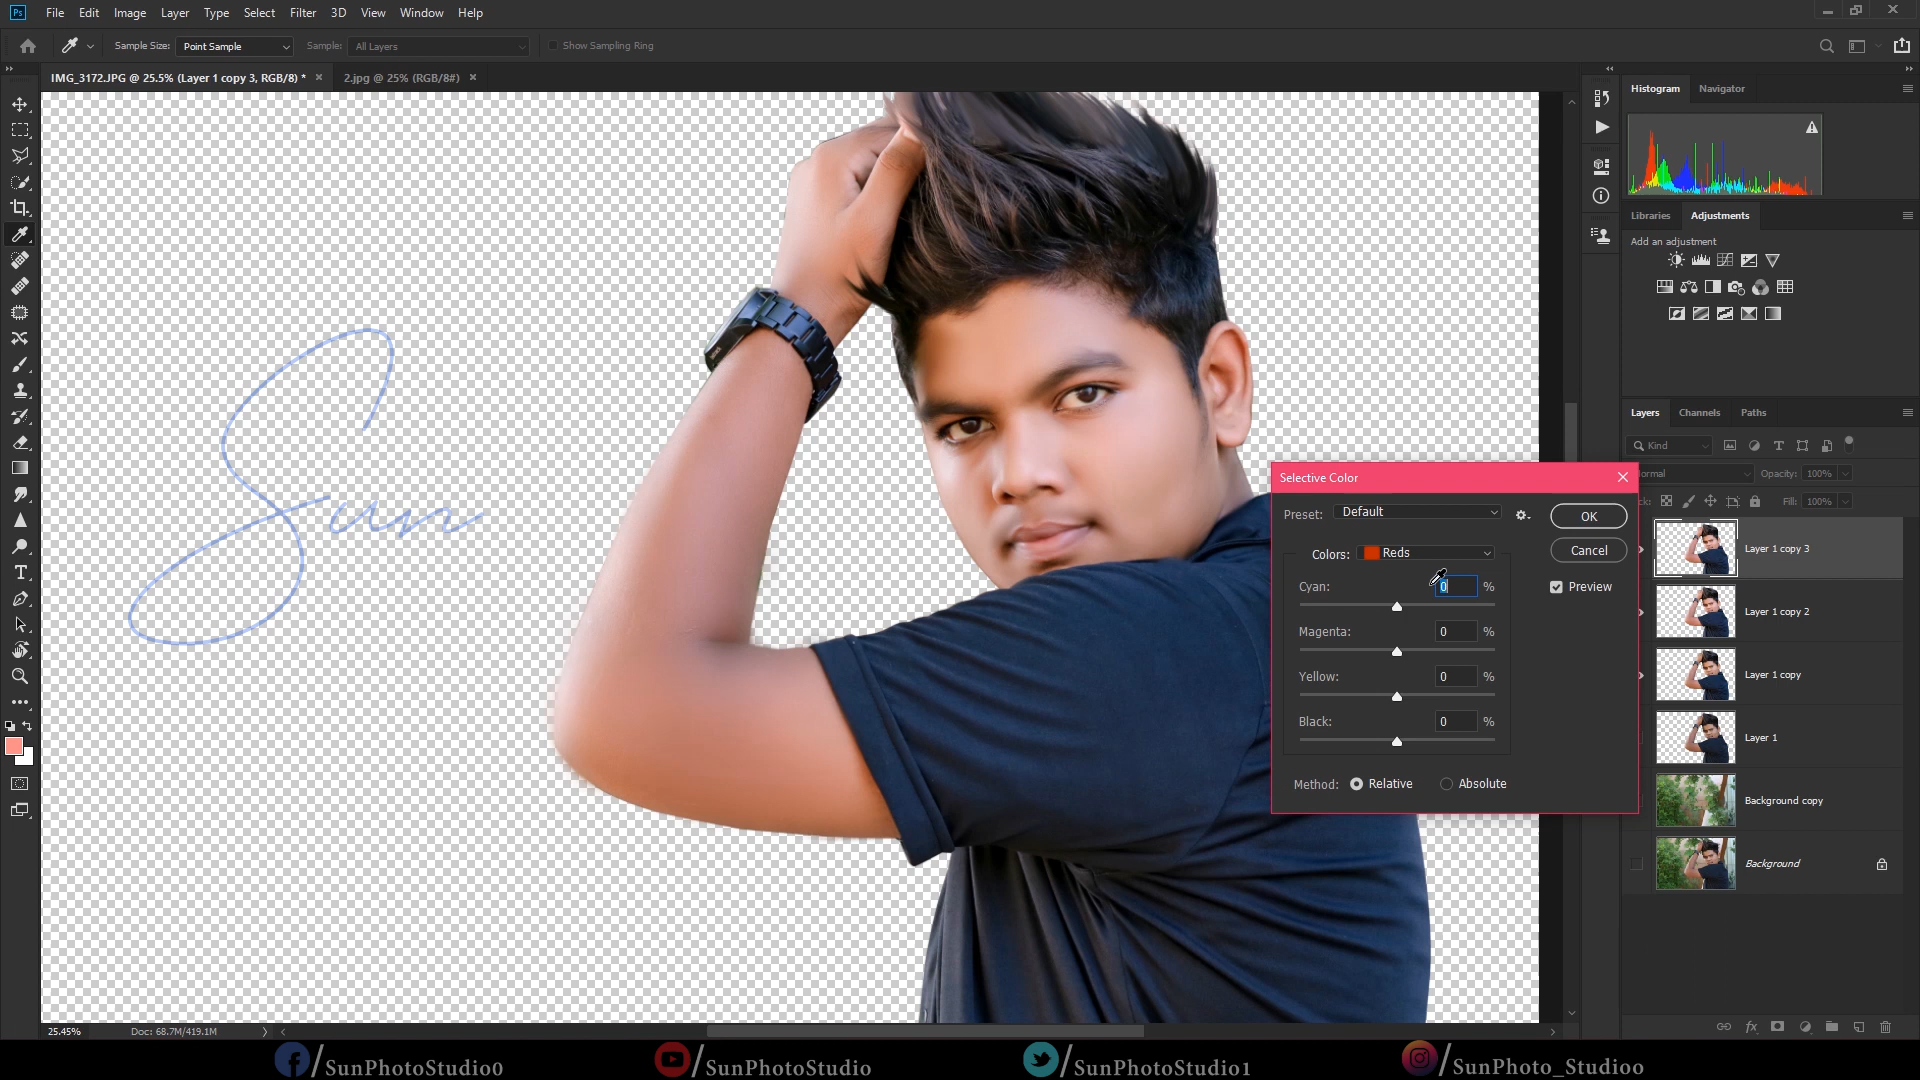 Ps File Edit Image Layer Type Select Filter 3D View Window Help
Sample Size: Point Sample Sample: All Layers Show Sampling Ring
IMG_3172.JPG @ 25.5% (Layer 1 copy 3, RGB/8) * × 2.jpg @ 25% (RGB/8#) ×
Histogram Navigator
Libraries Adjustments
Add an adjustment
Sun
Layers Channels Paths
Kind
Normal Opacity: 100%
Fill: 100%
Selective Color
Preset: Default
OK
Colors: Reds
Cancel
Cyan: 0 %
Preview
Magenta: 0 %
Yellow: 0 %
Black: 0 %
Method: Relative Absolute
Layer 1 copy 3
Layer 1 copy 2
Layer 1 copy
Layer 1
Background copy
Background
25.45% Doc: 68.7M/419.1M
/SunPhotoStudio0 /SunPhotoStudio /SunPhotoStudio1 /SunPhoto_Studioo